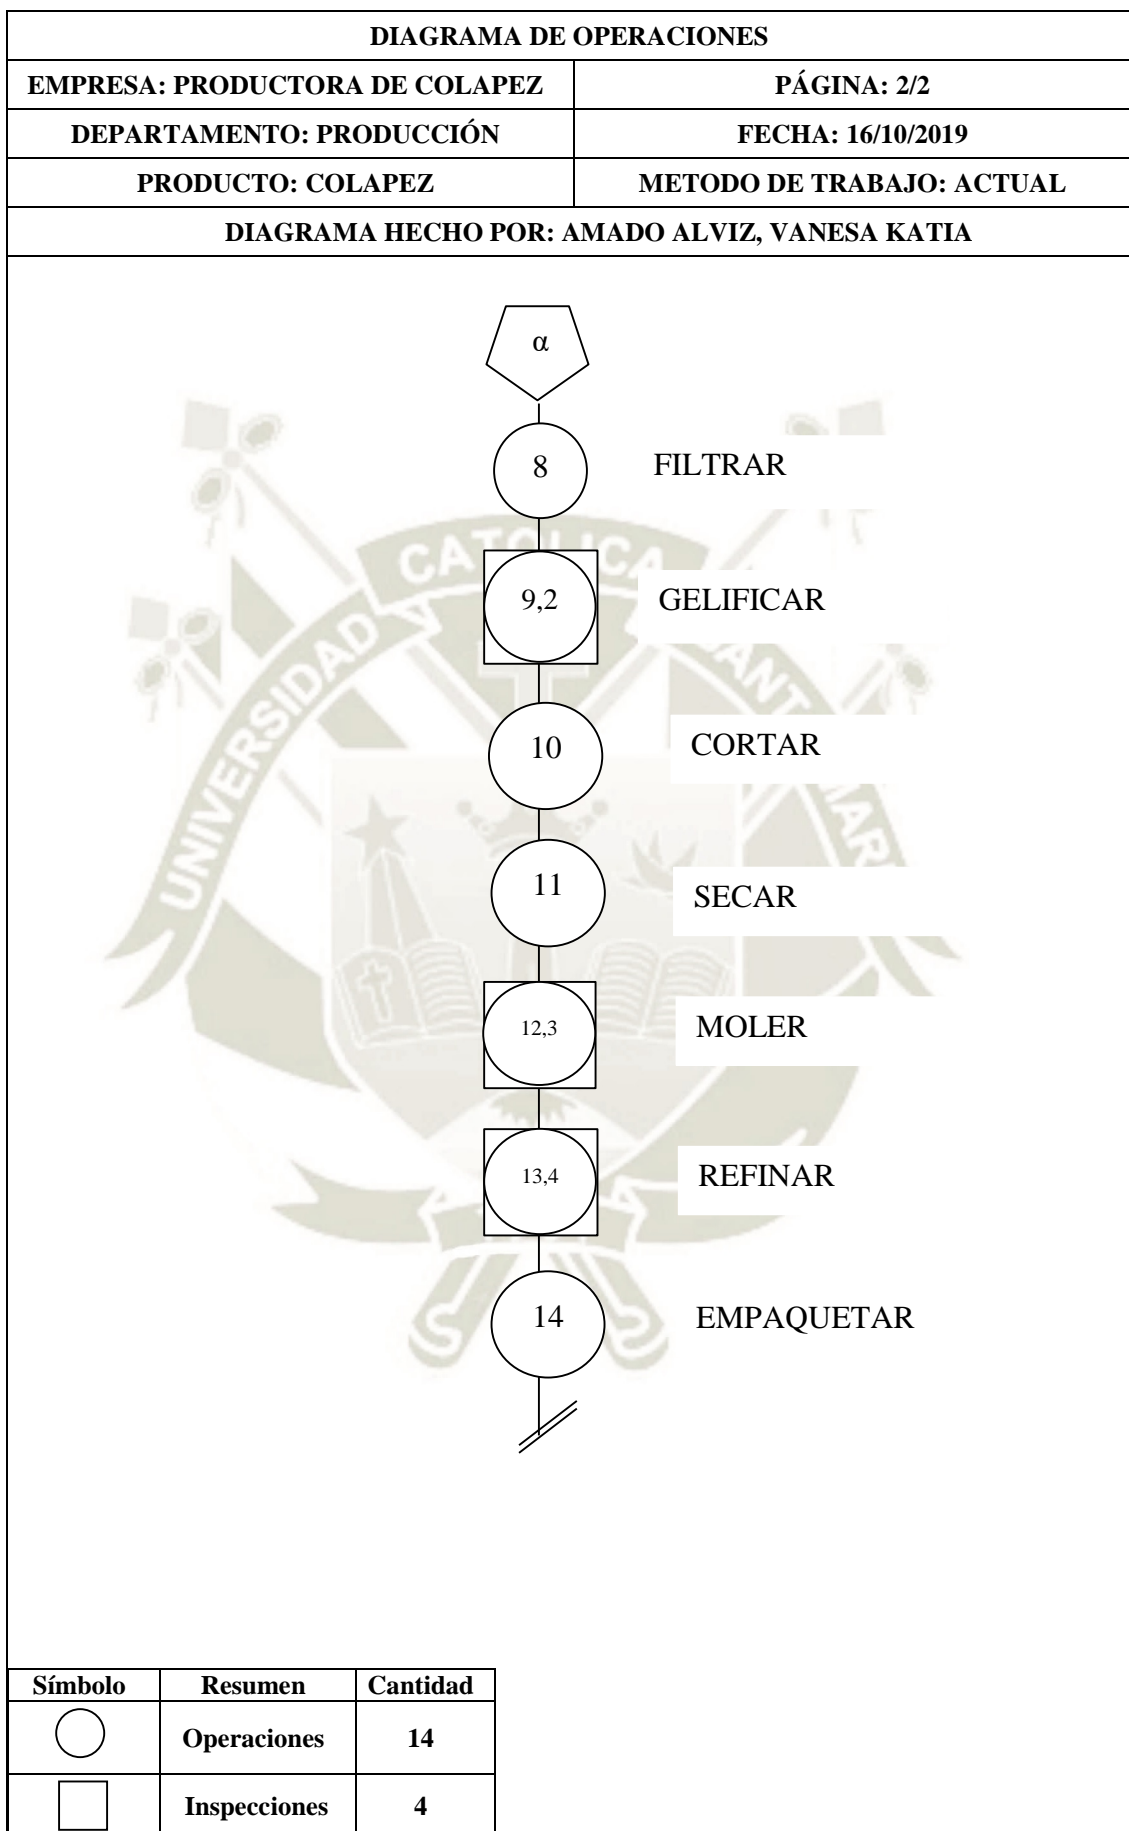 DIAGRAMA DE OPERACIONES
EMPRESA: PRODUCTORA DE COLAPEZ PÁGINA: 2/2
DEPARTAMENTO: PRODUCCIÓN FECHA: 16/10/2019
PRODUCTO: COLAPEZ METODO DE TRABAJO: ACTUAL
DIAGRAMA HECHO POR: AMADO ALVIZ, VANESA KATIA
α
8 FILTRAR
UNIVERSIDAD CATOLICA
9,2 GELIFICAR
10 CORTAR
11 SECAR
12,3 MOLER
13,4 REFINAR
14 EMPAQUETAR
Símbolo Resumen Cantidad
Operaciones 14
Inspecciones 4